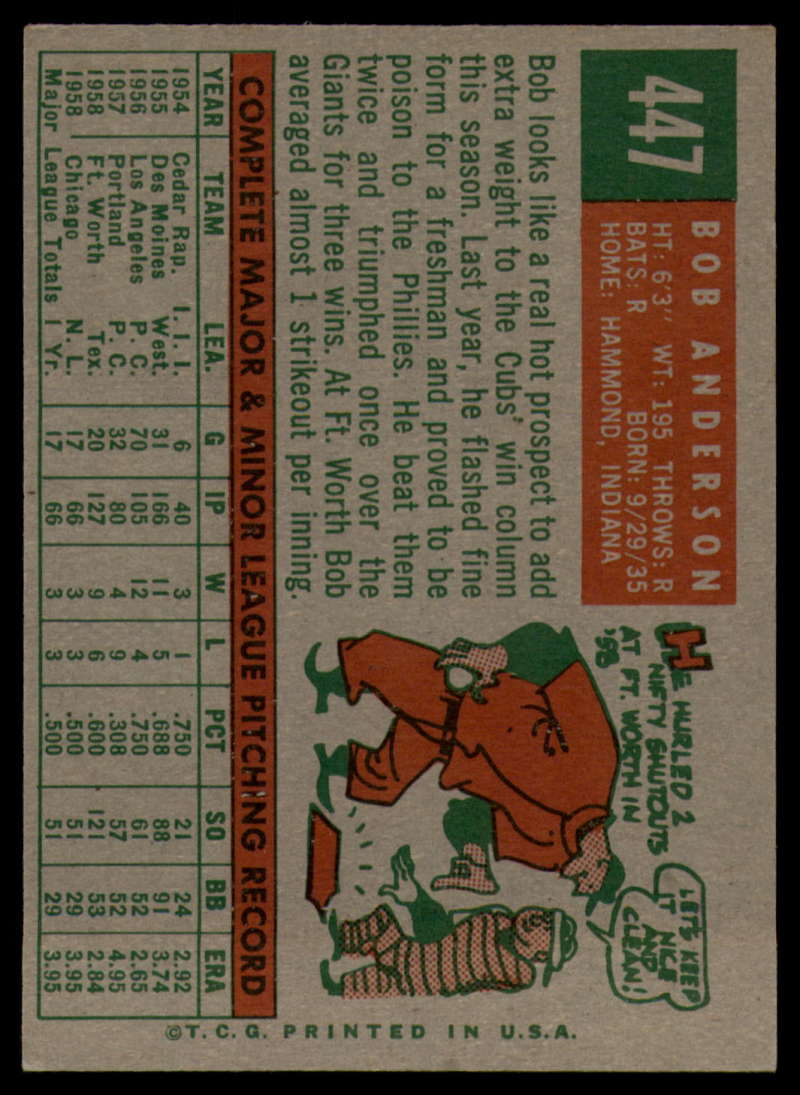 447
BOB ANDERSON
HT: 6'3" WT: 195 THROWS: R
BATS: R BORN: 9/29/35
HOME: HAMMOND, INDIANA
Bob looks like a real hot prospect to add
extra weight to the Cubs' win column
this season. Last year, he flashed fine
form for a freshman and proved to be
poison to the Phillies. He beat them
twice and triumphed once over the
Giants for three wins. At Ft. Worth Bob
averaged almost 1 strikeout per inning.
HE HURLED 2
NIFTY SHUTOUTS
AT FT. WORTH IN
'58
LET'S KEEP
IT NICE
AND
CLEAN!
COMPLETE MAJOR & MINOR LEAGUE PITCHING RECORD
YEAR TEAM LEA. G IP W L PCT SO BB ERA
1954 Cedar Rap. I. I. I. 6 40 3 1 .750 21 24 2.92
1955 Des Moines West. 31 166 11 5 .688 88 91 3.74
1956 Los Angeles P. C. 70 105 12 4 .750 61 52 2.65
1957 Portland P. C. 32 80 4 9 .308 57 52 4.95
1958 Ft. Worth Tex. 20 127 9 6 .600 121 53 2.84
1958 Chicago N. L. 17 66 3 3 .500 51 29 3.95
Major League Totals 1 Yr. 17 66 3 3 .500 51 29 3.95
©T.C.G. PRINTED IN U.S.A.